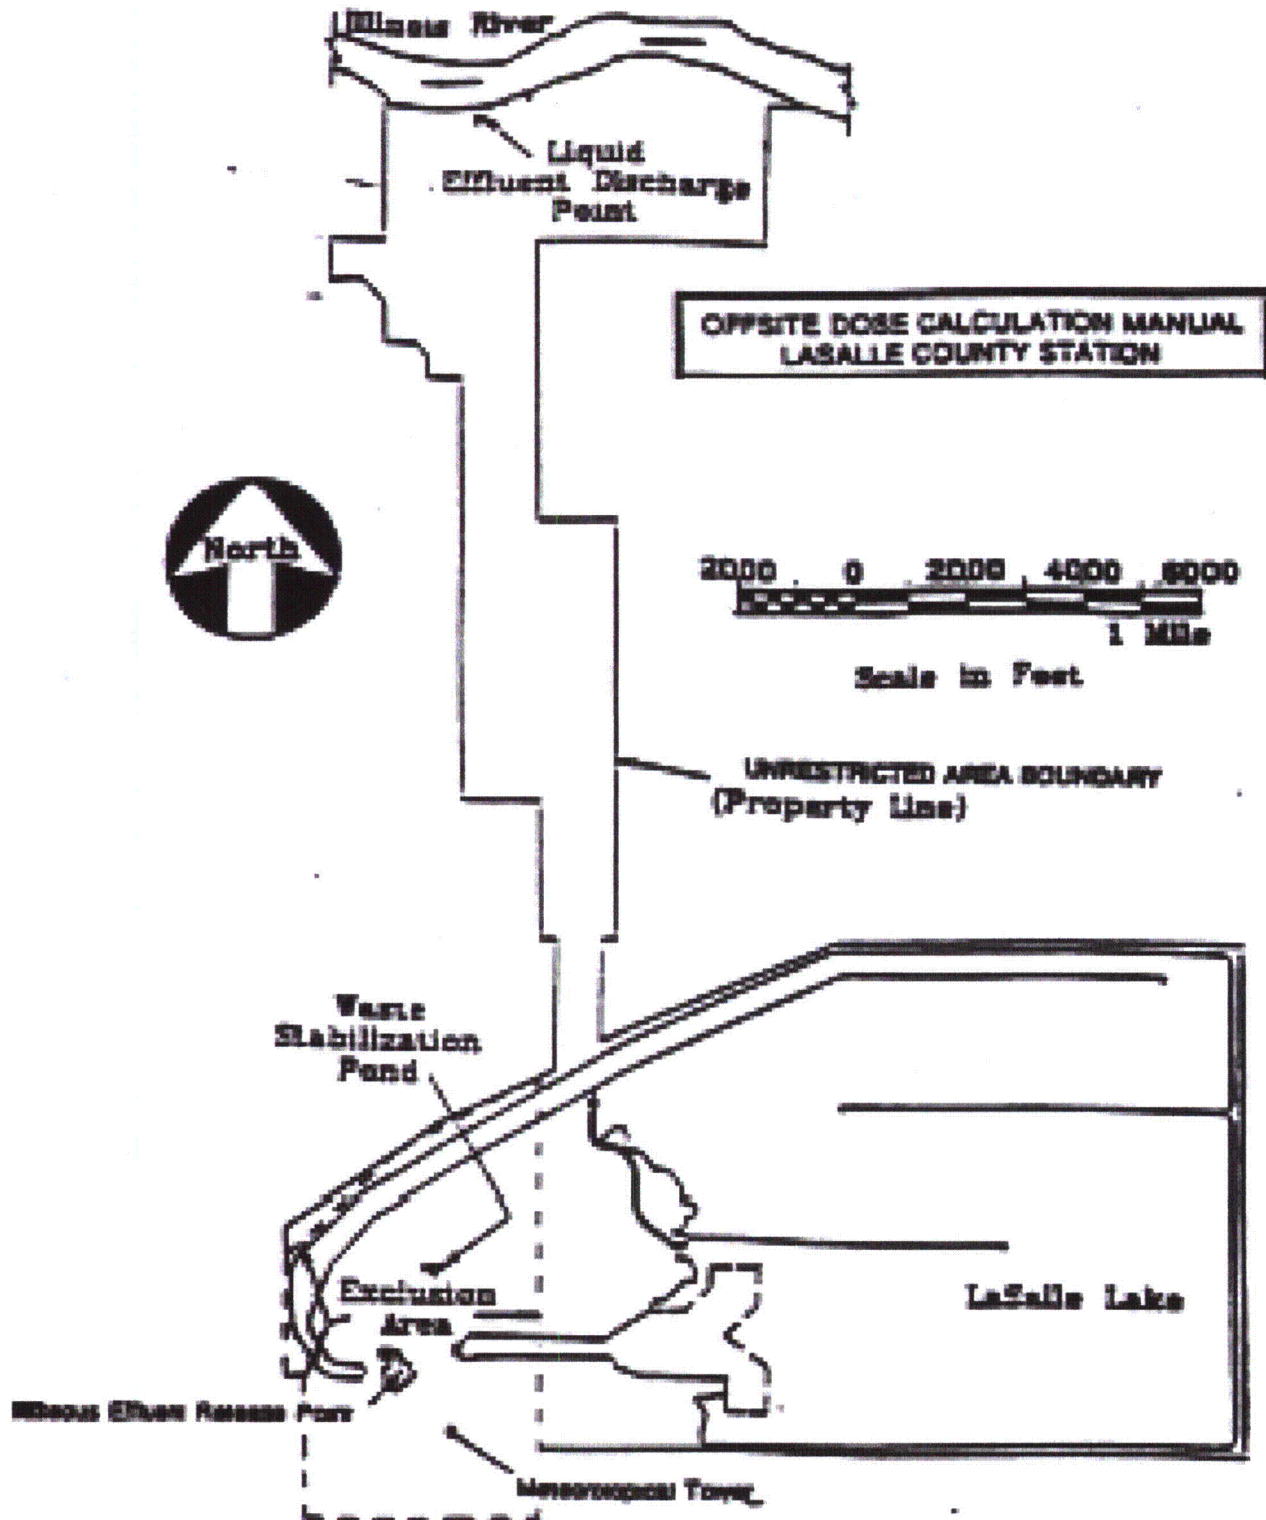 Illinois River
Liquid
Effluent Discharge
Point
OFFSITE DOSE CALCULATION MANUAL
LASALLE COUNTY STATION
North
2000 0 2000 4000 6000
1 Mile
Scale in Feet
UNRESTRICTED AREA BOUNDARY
(Property Line)
Waste
Stabilization
Pond
Exclusion
Area
LaSalle Lake
Gaseous Effluent Release Point
Meteorological Tower